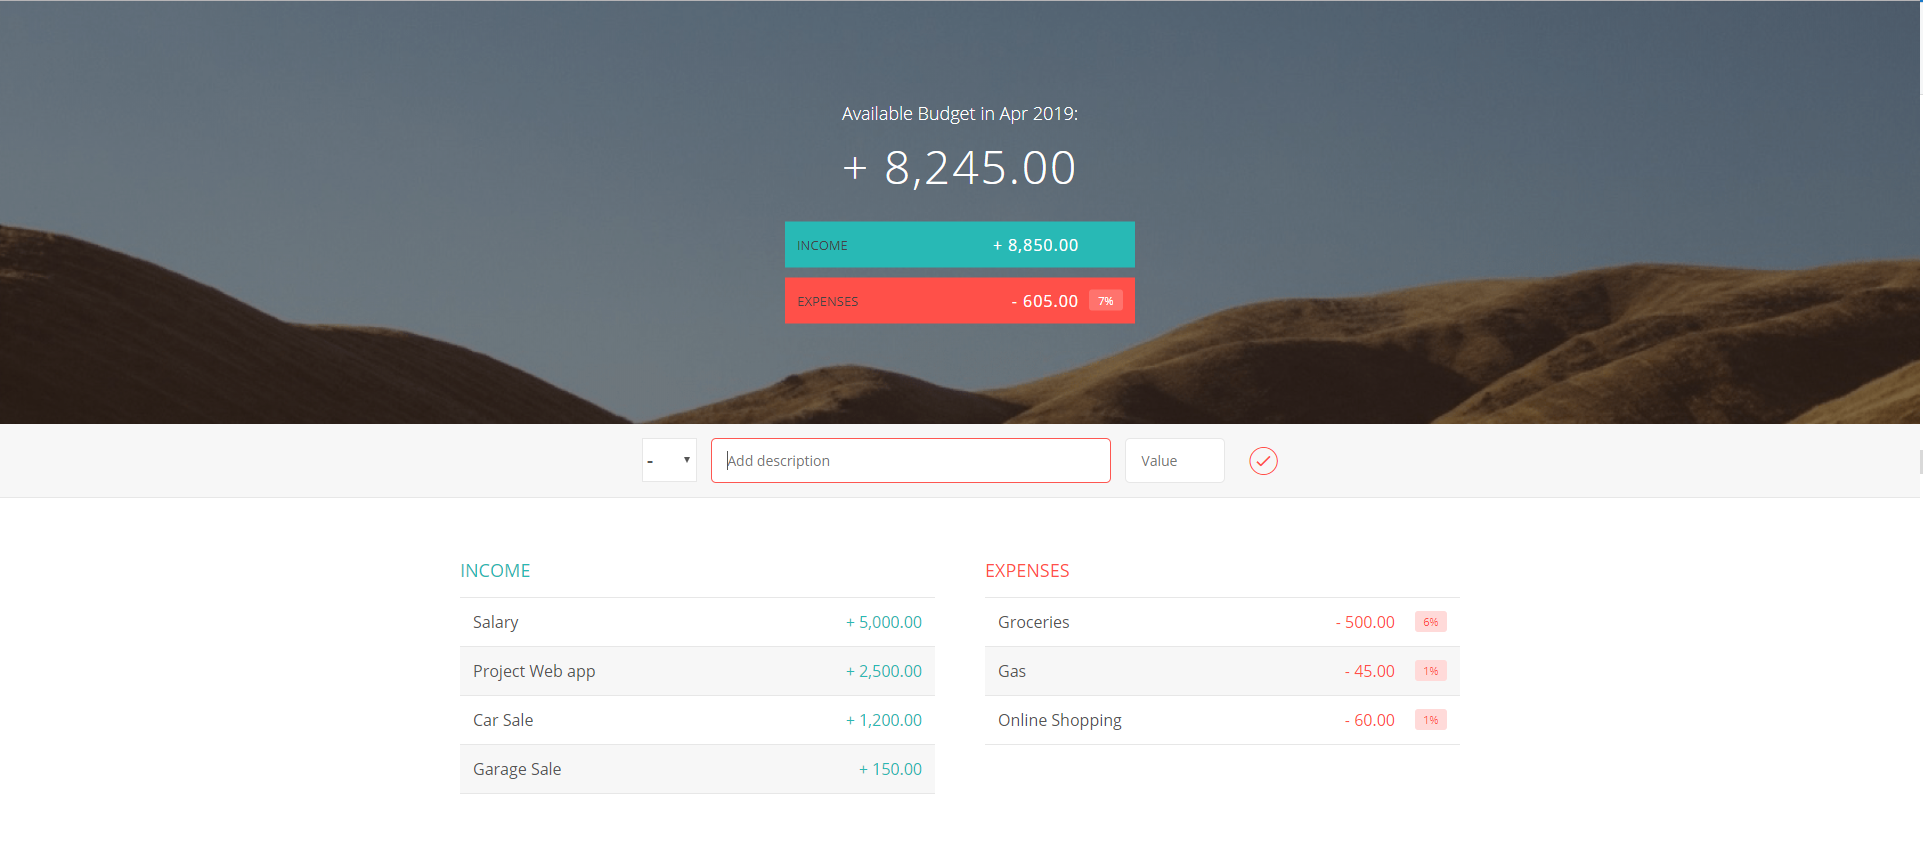 Available Budget in Apr 2019:
+ 8,245.00
INCOME + 8,850.00
EXPENSES - 605.00 7%
- Add description Value
INCOME
Salary + 5,000.00
Project Web app + 2,500.00
Car Sale + 1,200.00
Garage Sale + 150.00
EXPENSES
Groceries - 500.00 6%
Gas - 45.00 1%
Online Shopping - 60.00 1%